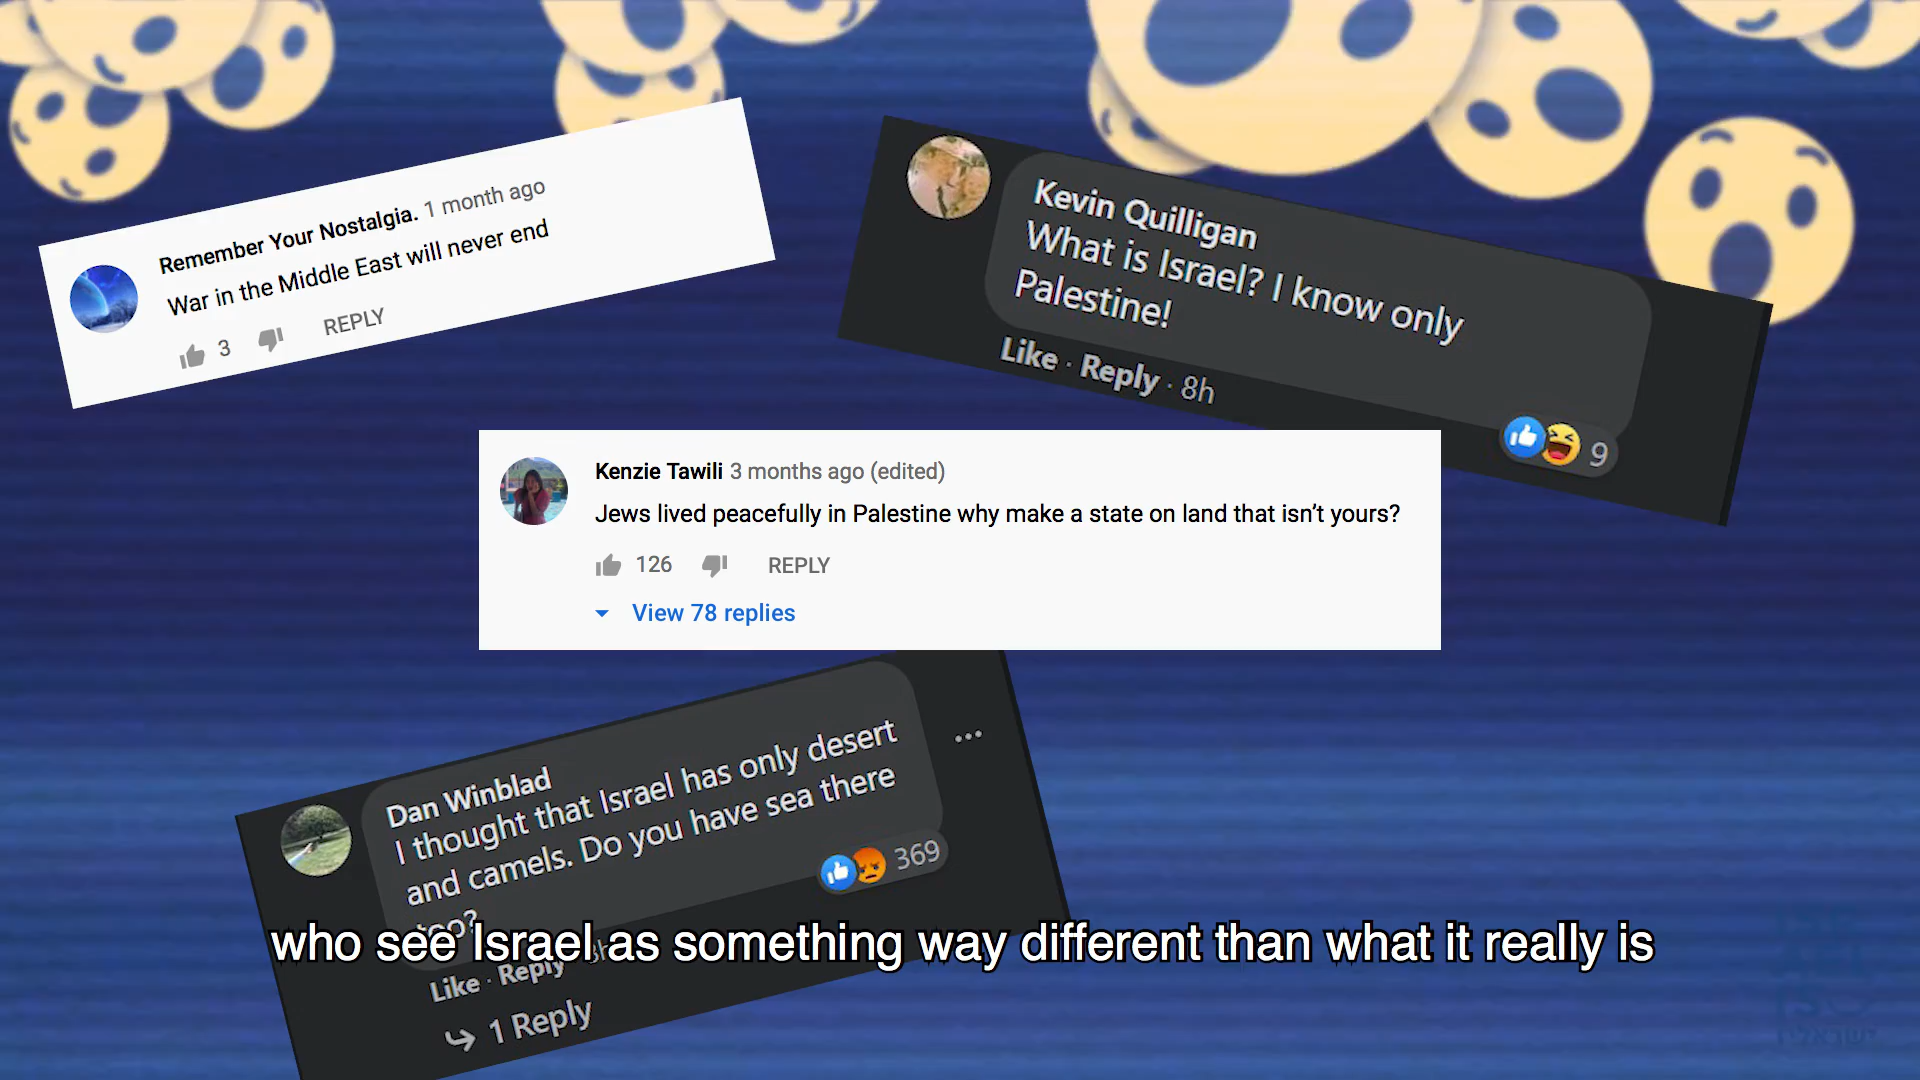 Remember Your Nostalgia. 1 month ago
War in the Middle East will never end
3 REPLY
Kevin Quilligan
What is Israel? I know only
Palestine!
Like · Reply · 8h
9
Kenzie Tawili 3 months ago (edited)
Jews lived peacefully in Palestine why make a state on land that isn't yours?
126 REPLY
View 78 replies
Dan Winblad
I thought that Israel has only desert
and camels. Do you have sea there
too?
369
Like · Reply
1 Reply
who see Israel as something way different than what it really is
ישראלית